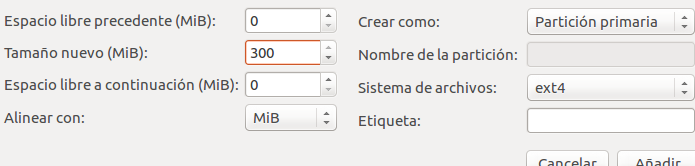 Espacio libre precedente (MiB): 0 Crear como: Partición primaria
Tamaño nuevo (MiB): 300 Nombre de la partición:
Espacio libre a continuación (MiB): 0 Sistema de archivos: ext4
Alinear con: MiB Etiqueta:
Cancelar Añadir